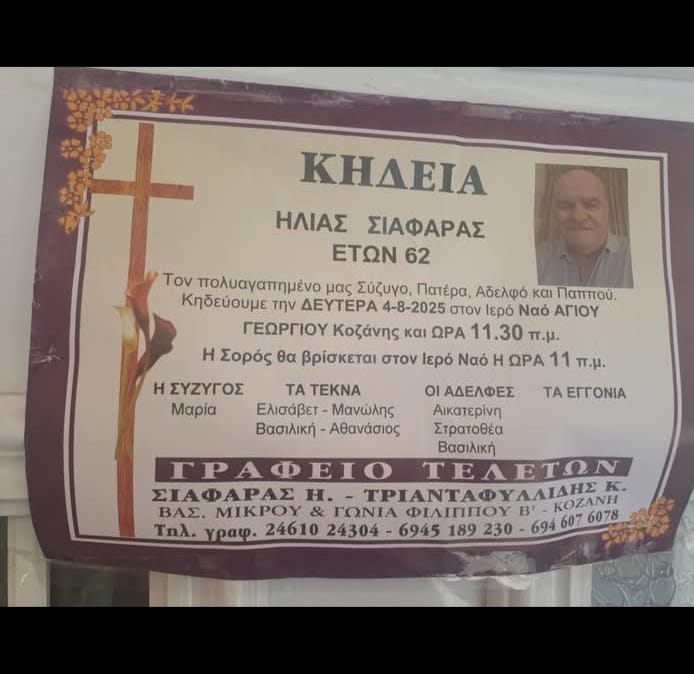 ΚΗΔΕΙΑ
ΗΛΙΑΣ ΣΙΑΦΑΡΑΣ
ΕΤΩΝ 62
Τον πολυαγαπημένο μας Σύζυγο, Πατέρα, Αδελφό και Παππού.
Κηδεύουμε την ΔΕΥΤΕΡΑ 4-8-2025 στον Ιερό Ναό ΑΓΙΟΥ
ΓΕΩΡΓΙΟΥ Κοζάνης και ΩΡΑ 11.30 π.μ.
Η Σορός θα βρίσκεται στον Ιερό Ναό Η ΩΡΑ 11 π.μ.
Η ΣΥΖΥΓΟΣ ΤΑ ΤΕΚΝΑ ΟΙ ΑΔΕΛΦΕΣ ΤΑ ΕΓΓΟΝΙΑ
Μαρία Ελισάβετ - Μανώλης Αικατερίνη
Βασιλική - Αθανάσιος Στρατοθέα
Βασιλική
ΓΡΑΦΕΙΟ ΤΕΛΕΤΩΝ
ΣΙΑΦΑΡΑΣ Η. - ΤΡΙΑΝΤΑΦΥΛΛΙΔΗΣ Κ.
ΒΑΣ. ΜΙΚΡΟΥ & ΓΩΝΙΑ ΦΙΛΙΠΠΟΥ Β' - ΚΟΖΑΝΗ
Τηλ. γραφ. 24610 24304 - 6945 189 230 - 694 607 6078